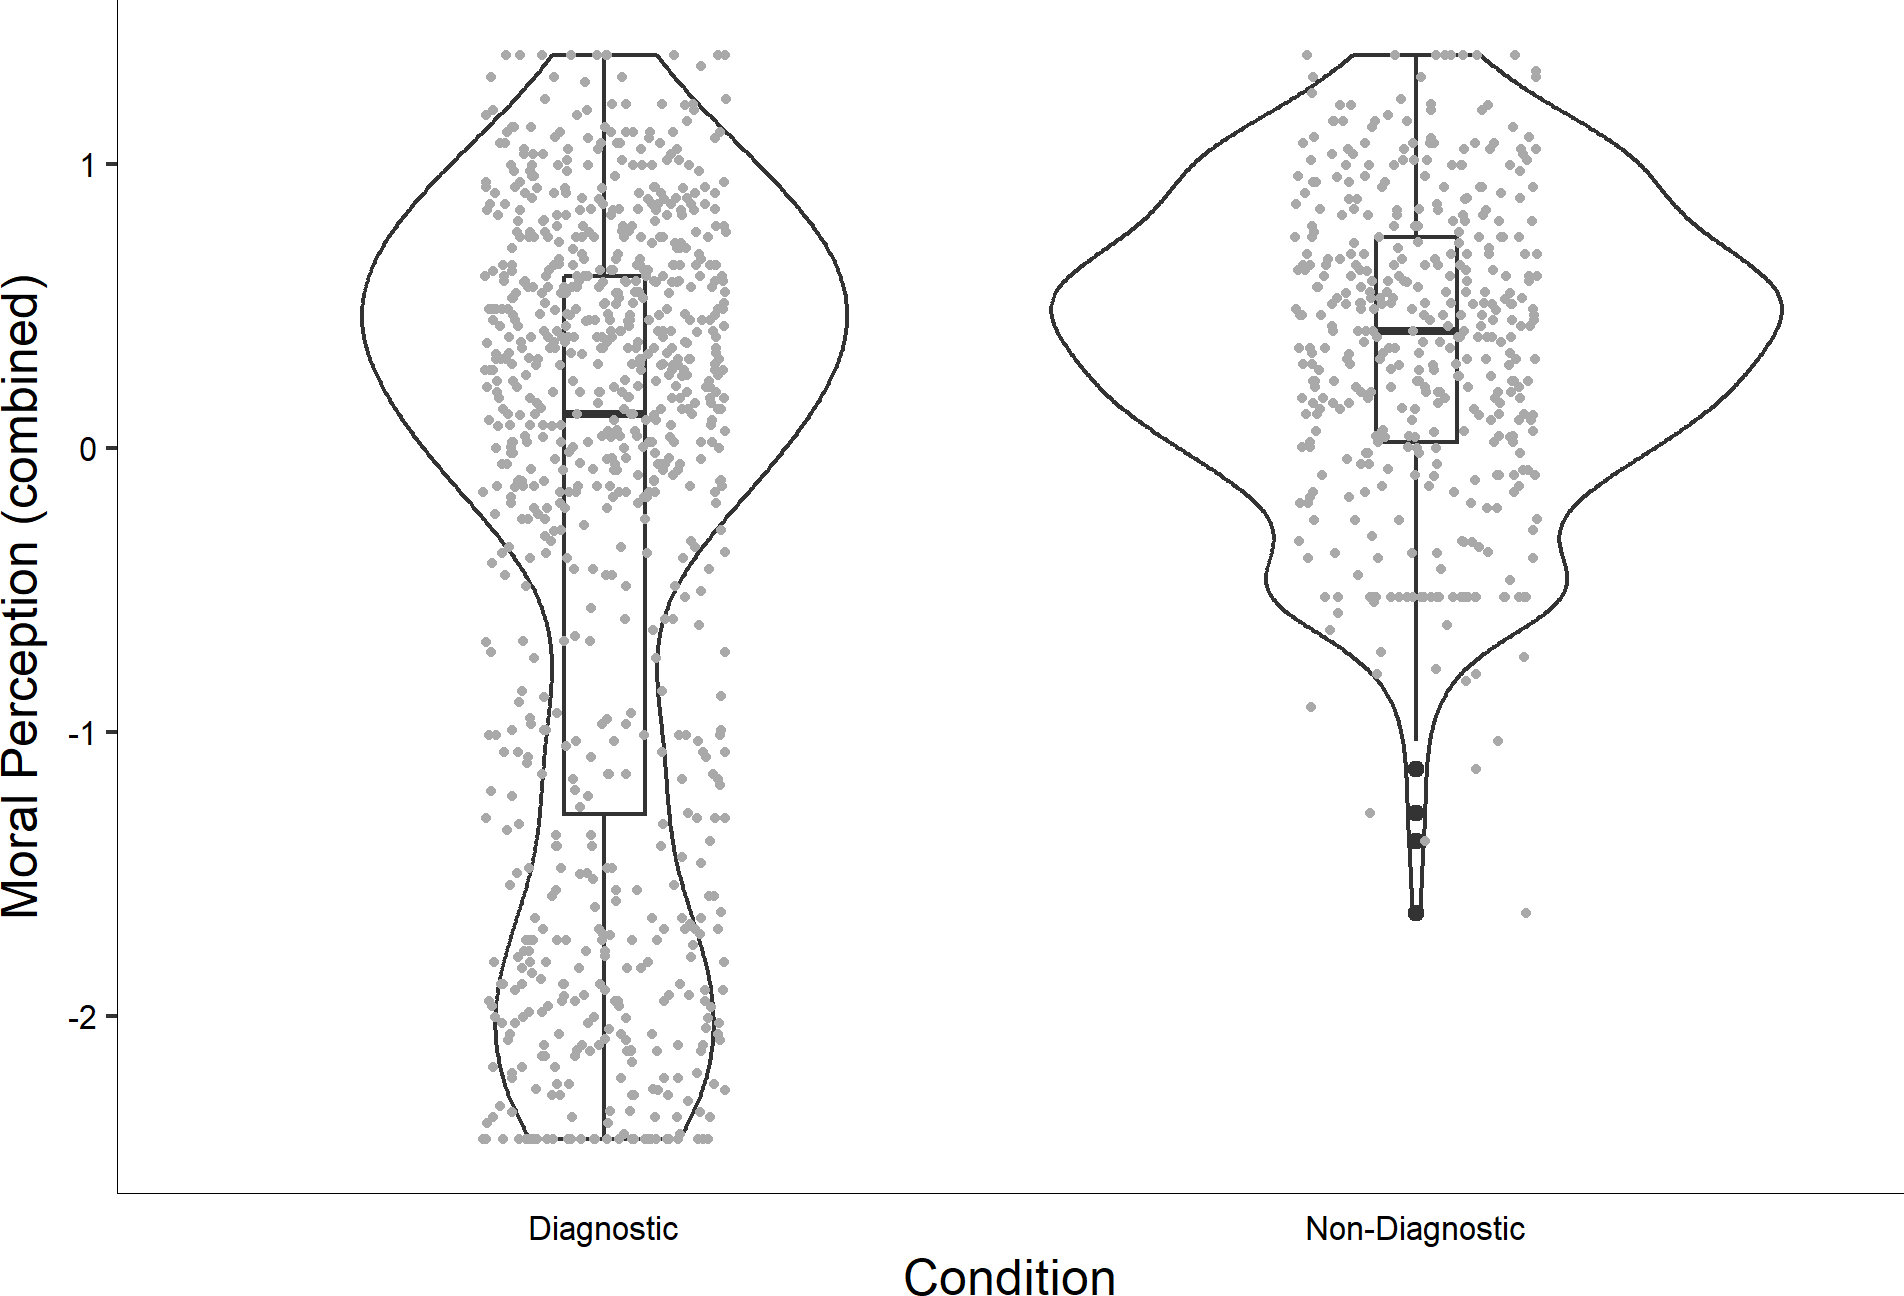 Moral Perception (combined)
1
0
-1
-2
Diagnostic
Non-Diagnostic
Condition